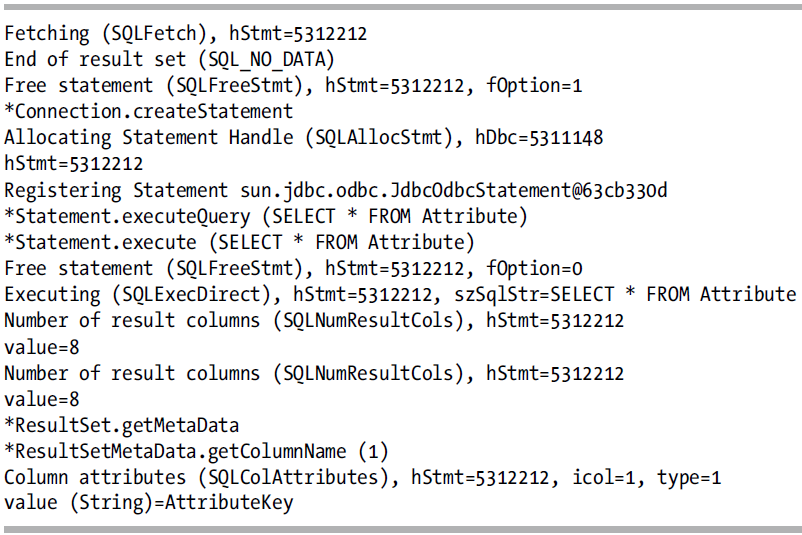 Fetching (SQLFetch), hStmt=5312212
End of result set (SQL_NO_DATA)
Free statement (SQLFreeStmt), hStmt=5312212, fOption=1
*Connection.createStatement
Allocating Statement Handle (SQLAllocStmt), hDbc=5311148
hStmt=5312212
Registering Statement sun.jdbc.odbc.JdbcOdbcStatement@63cb330d
*Statement.executeQuery (SELECT * FROM Attribute)
*Statement.execute (SELECT * FROM Attribute)
Free statement (SQLFreeStmt), hStmt=5312212, fOption=0
Executing (SQLExecDirect), hStmt=5312212, szSqlStr=SELECT * FROM Attribute
Number of result columns (SQLNumResultCols), hStmt=5312212
value=8
Number of result columns (SQLNumResultCols), hStmt=5312212
value=8
*ResultSet.getMetaData
*ResultSetMetaData.getColumnName (1)
Column attributes (SQLColAttributes), hStmt=5312212, icol=1, type=1
value (String)=AttributeKey